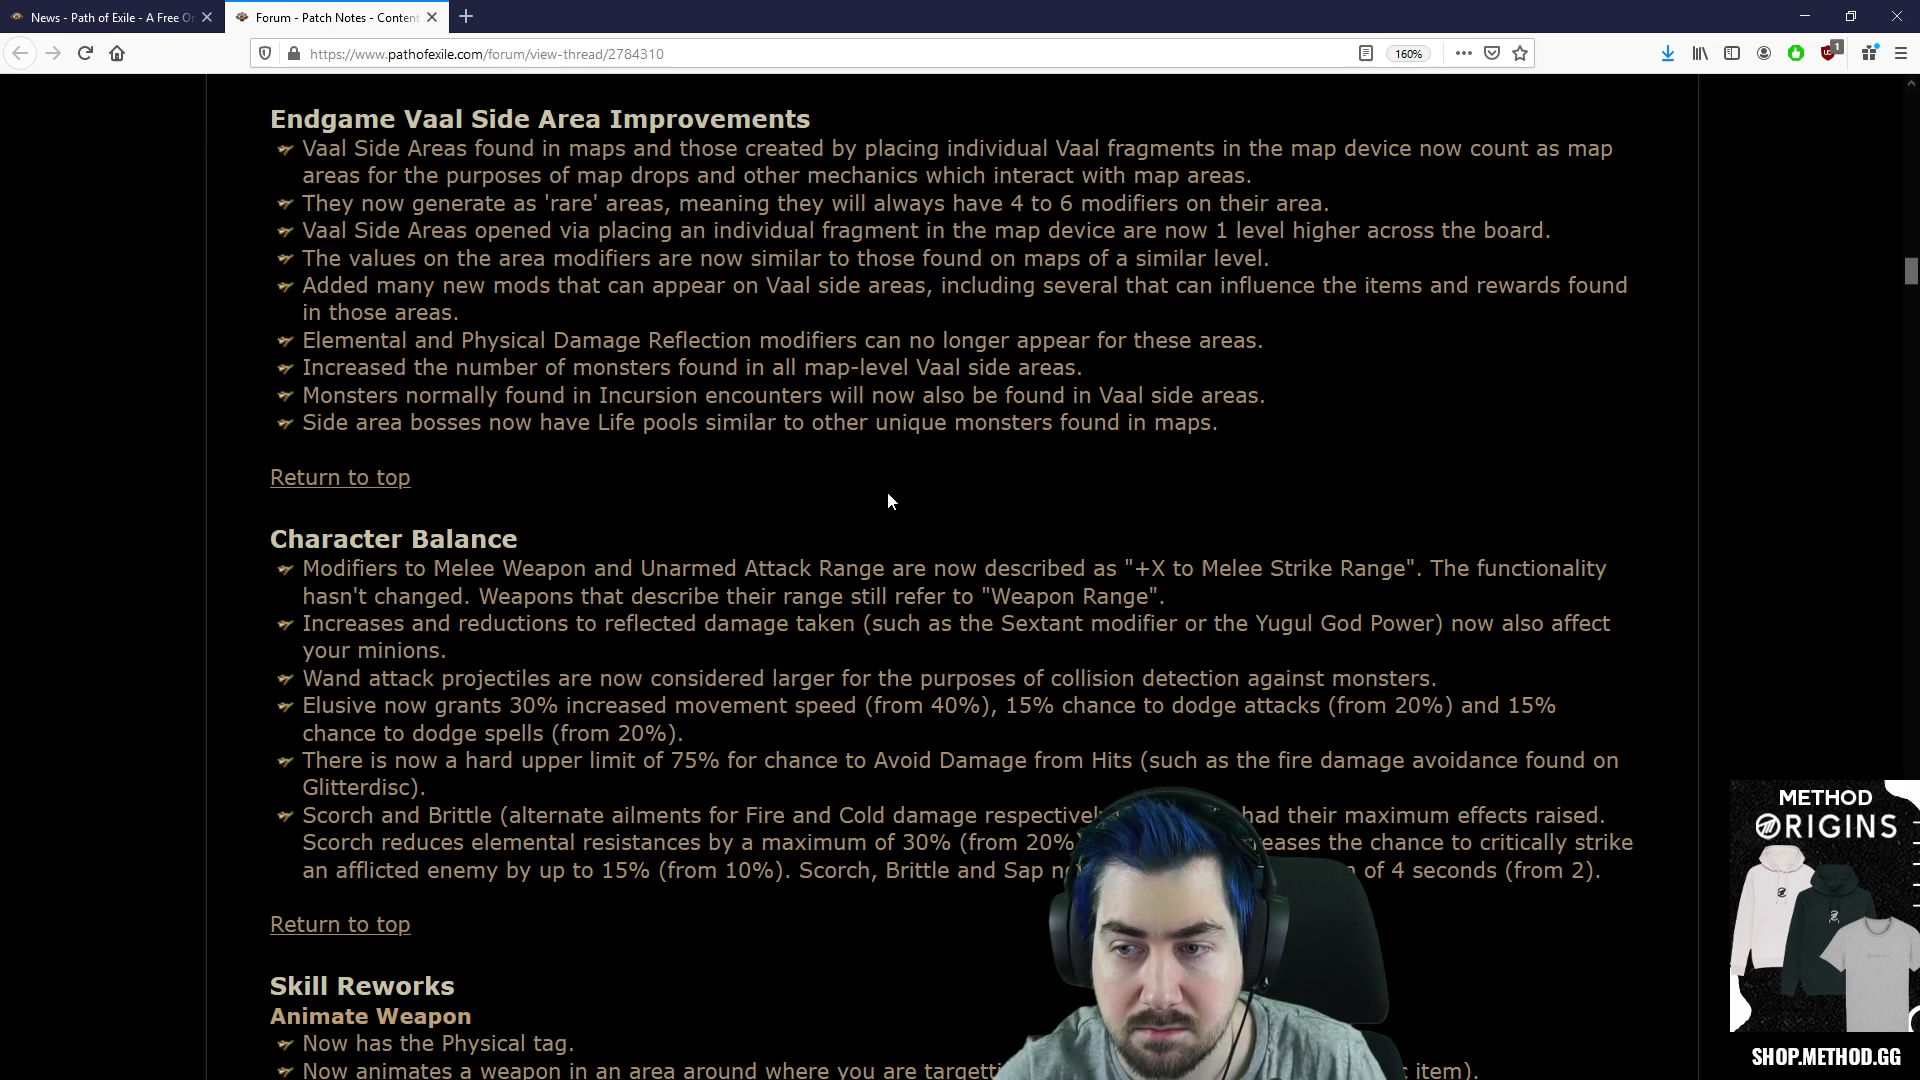 News - Path of Exile - A Free O
Forum - Patch Notes - Content
https://www.pathofexile.com/forum/view-thread/2784310
160%
1
Endgame Vaal Side Area Improvements
Vaal Side Areas found in maps and those created by placing individual Vaal fragments in the map device now count as map
areas for the purposes of map drops and other mechanics which interact with map areas.
They now generate as 'rare' areas, meaning they will always have 4 to 6 modifiers on their area.
Vaal Side Areas opened via placing an individual fragment in the map device are now 1 level higher across the board.
The values on the area modifiers are now similar to those found on maps of a similar level.
Added many new mods that can appear on Vaal side areas, including several that can influence the items and rewards found
in those areas.
Elemental and Physical Damage Reflection modifiers can no longer appear for these areas.
Increased the number of monsters found in all map-level Vaal side areas.
Monsters normally found in Incursion encounters will now also be found in Vaal side areas.
Side area bosses now have Life pools similar to other unique monsters found in maps.
Return to top
Character Balance
Modifiers to Melee Weapon and Unarmed Attack Range are now described as "+X to Melee Strike Range". The functionality
hasn't changed. Weapons that describe their range still refer to "Weapon Range".
Increases and reductions to reflected damage taken (such as the Sextant modifier or the Yugul God Power) now also affect
your minions.
Wand attack projectiles are now considered larger for the purposes of collision detection against monsters.
Elusive now grants 30% increased movement speed (from 40%), 15% chance to dodge attacks (from 20%) and 15%
chance to dodge spells (from 20%).
There is now a hard upper limit of 75% for chance to Avoid Damage from Hits (such as the fire damage avoidance found on
Glitterdisc).
Scorch and Brittle (alternate ailments for Fire and Cold damage respectively had their maximum effects raised.
Scorch reduces elemental resistances by a maximum of 30% (from 20% reases the chance to critically strike
an afflicted enemy by up to 15% (from 10%). Scorch, Brittle and Sap of 4 seconds (from 2).
Return to top
Skill Reworks
Animate Weapon
Now has the Physical tag.
Now animates a weapon in an area around where you are targetti item).
METHOD
ORIGINS
SHOP.METHOD.GG